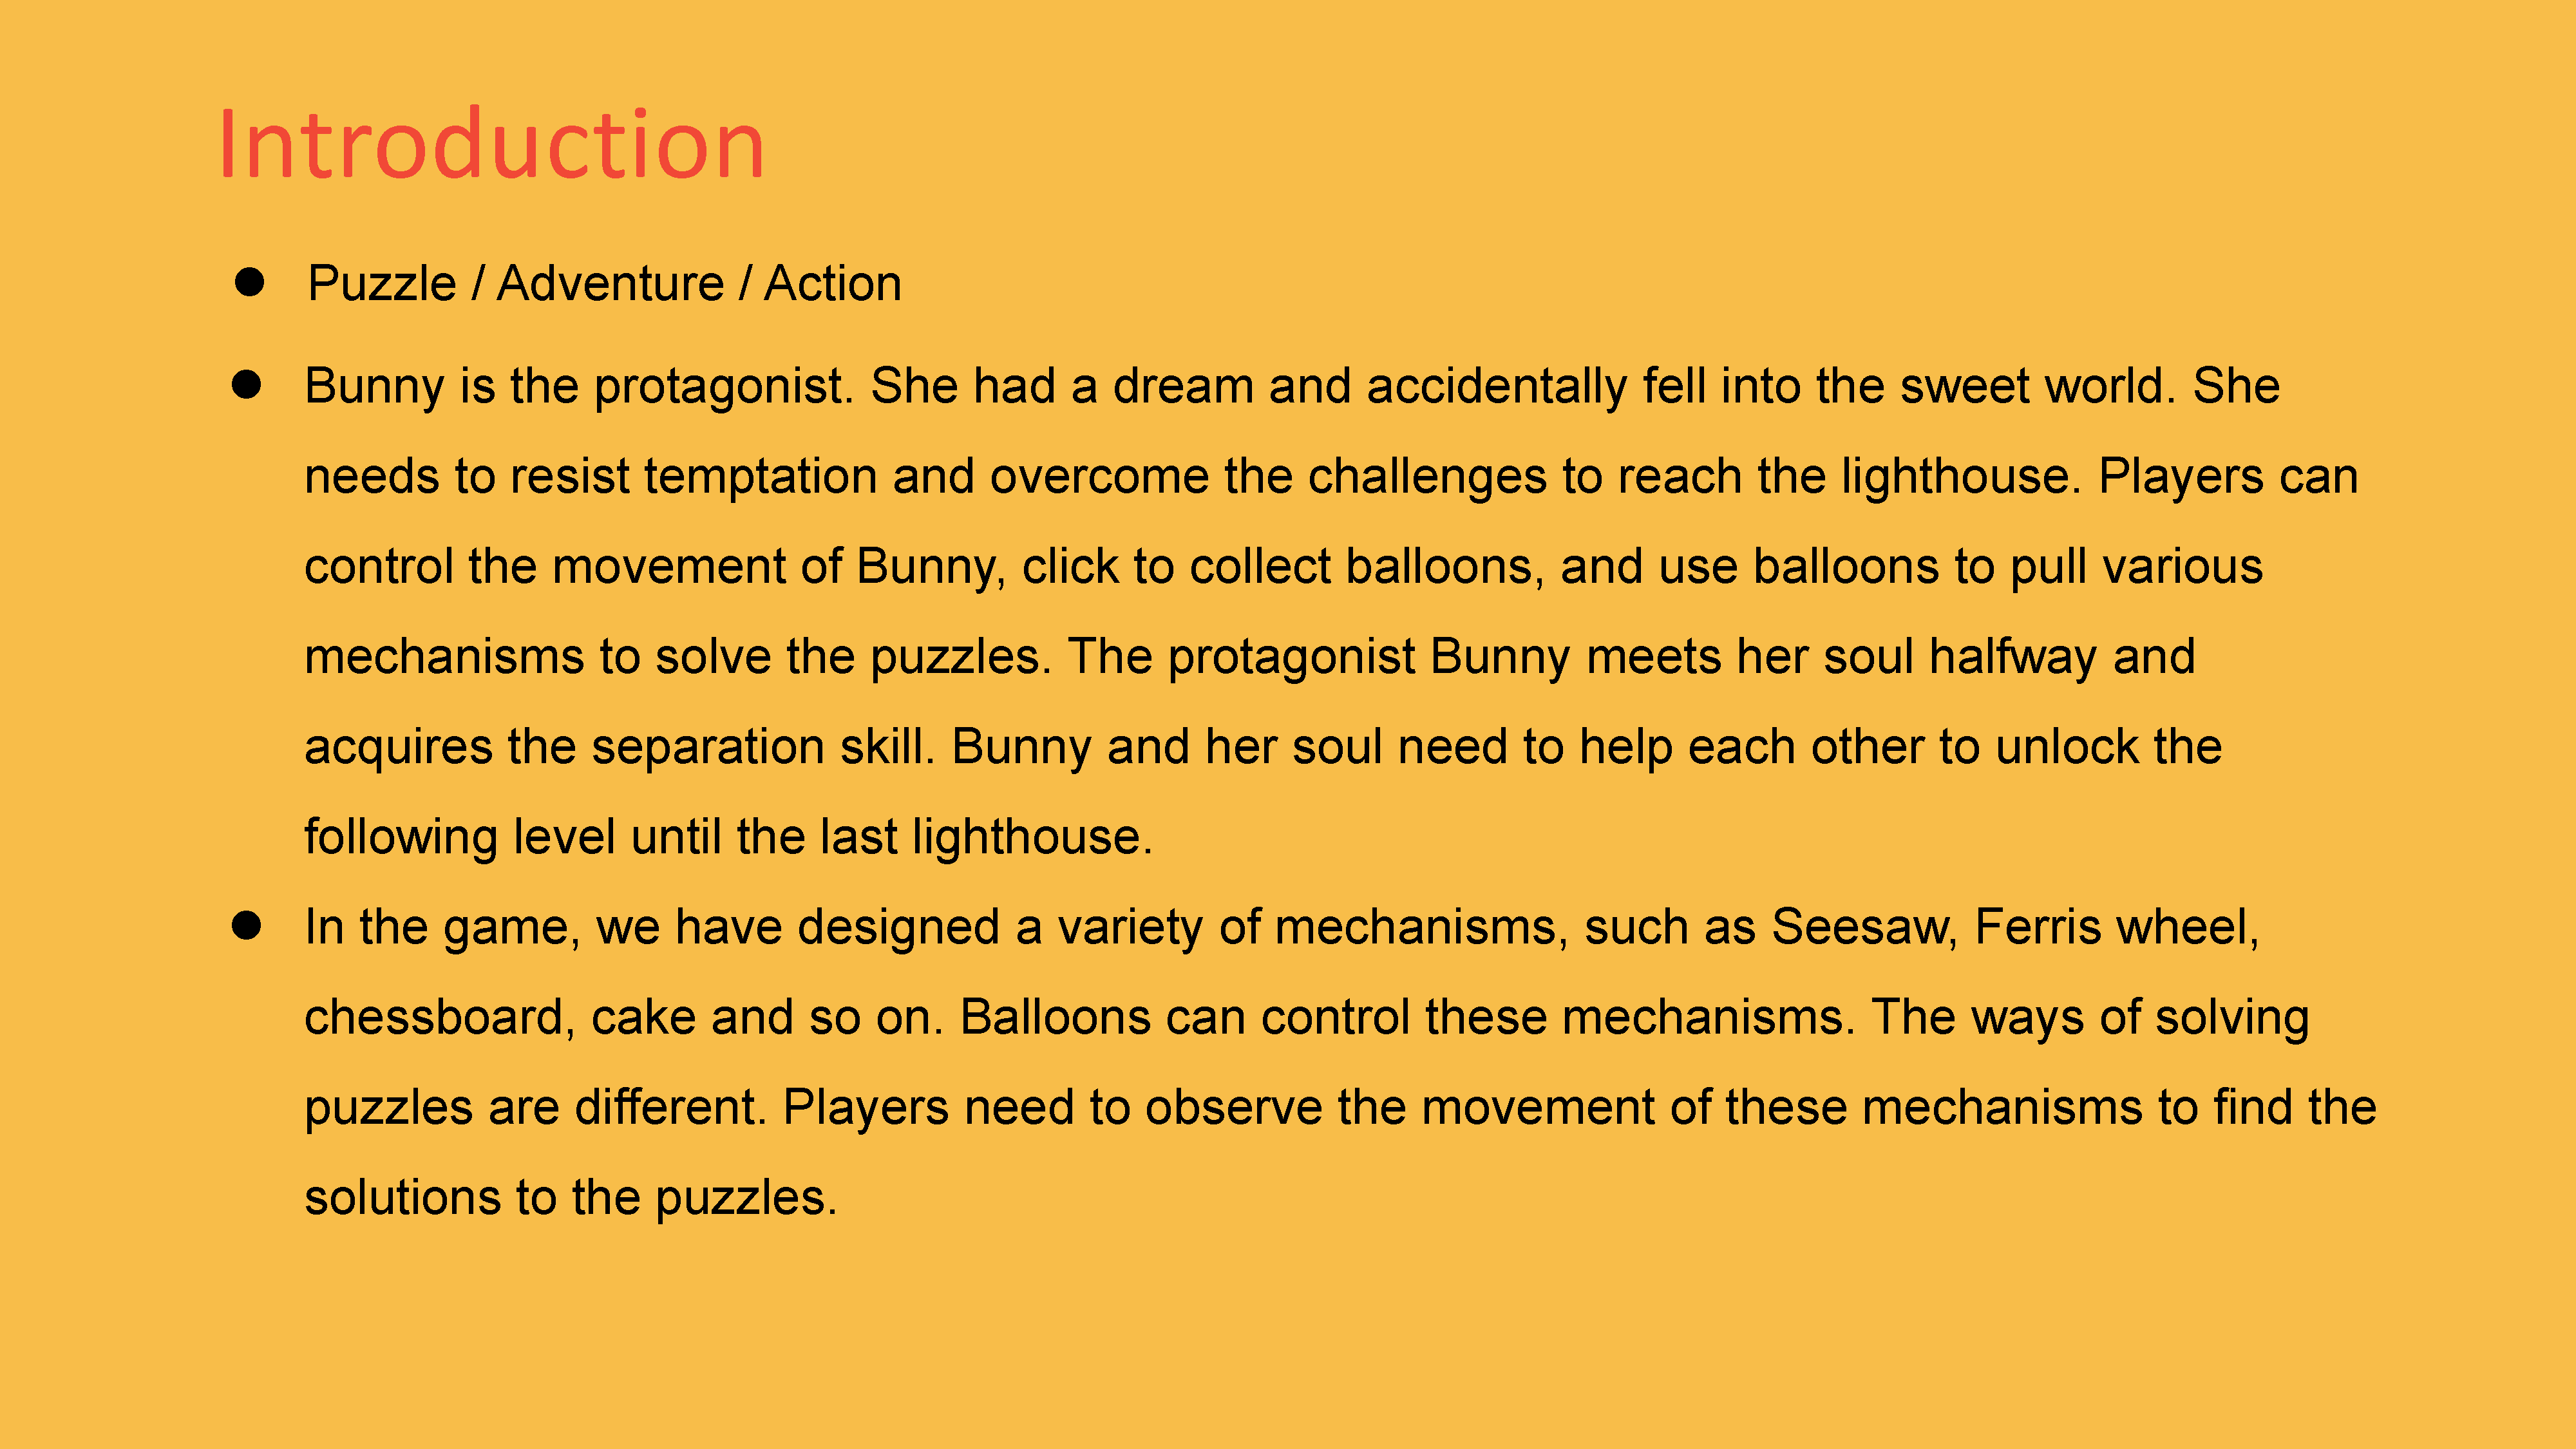 Introduction
● Puzzle / Adventure / Action
● Bunny is the protagonist. She had a dream and accidentally fell into the sweet world. She
needs to resist temptation and overcome the challenges to reach the lighthouse. Players can
control the movement of Bunny, click to collect balloons, and use balloons to pull various
mechanisms to solve the puzzles. The protagonist Bunny meets her soul halfway and
acquires the separation skill. Bunny and her soul need to help each other to unlock the
following level until the last lighthouse.
● In the game, we have designed a variety of mechanisms, such as Seesaw, Ferris wheel,
chessboard, cake and so on. Balloons can control these mechanisms. The ways of solving
puzzles are different. Players need to observe the movement of these mechanisms to find the
solutions to the puzzles.